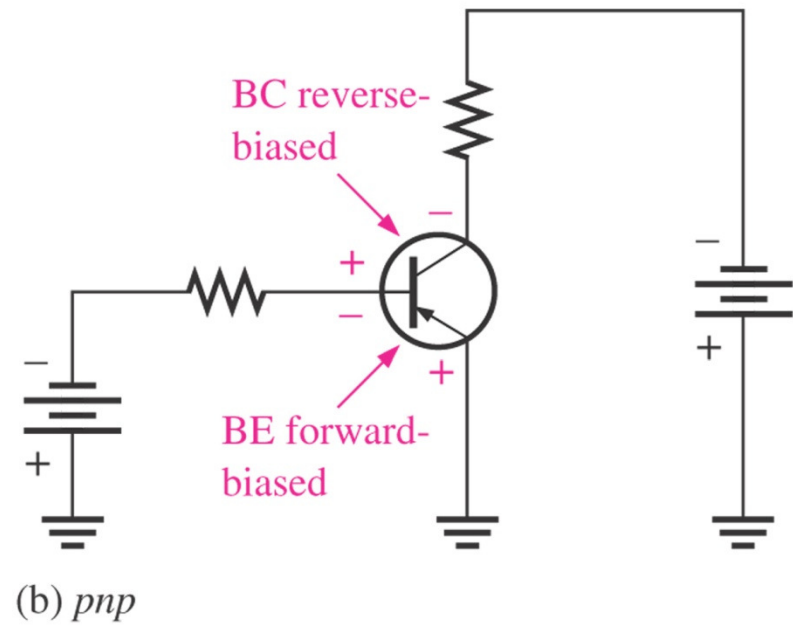 BC reverse-
biased
−
+
−
−
+
−
+
+
BE forward-
biased
(b) pnp